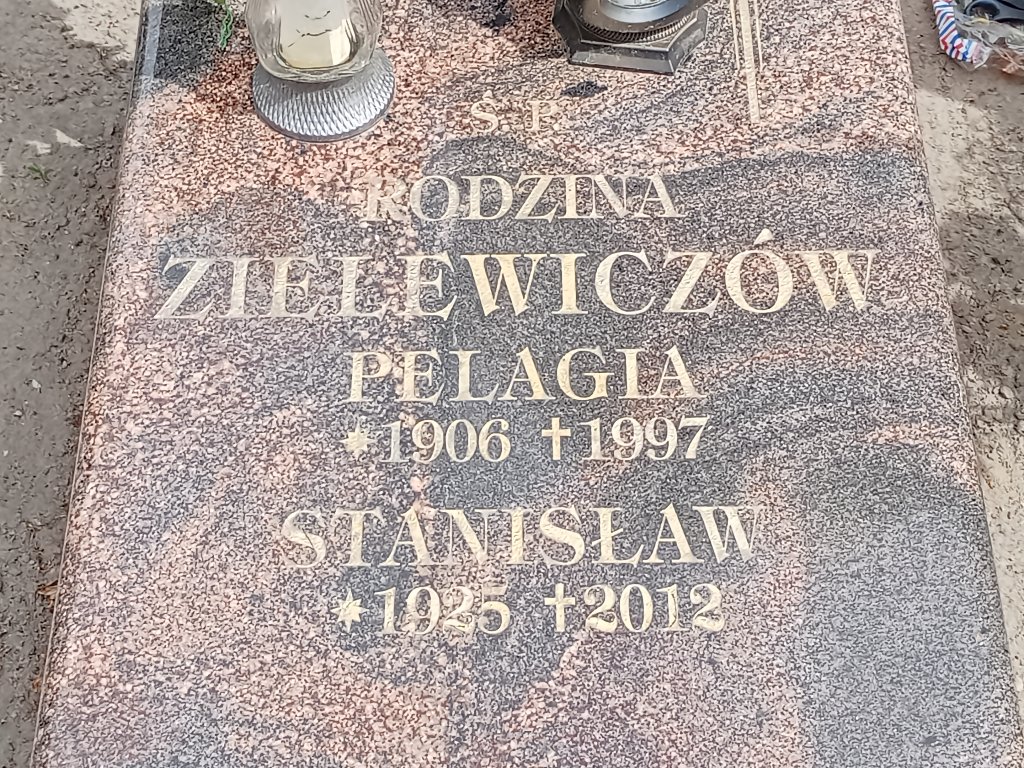 Ś. P.
RODZINA
ZIELEWICZÓW
PELAGIA
*1906 †1997
STANISŁAW
*1925 †2012